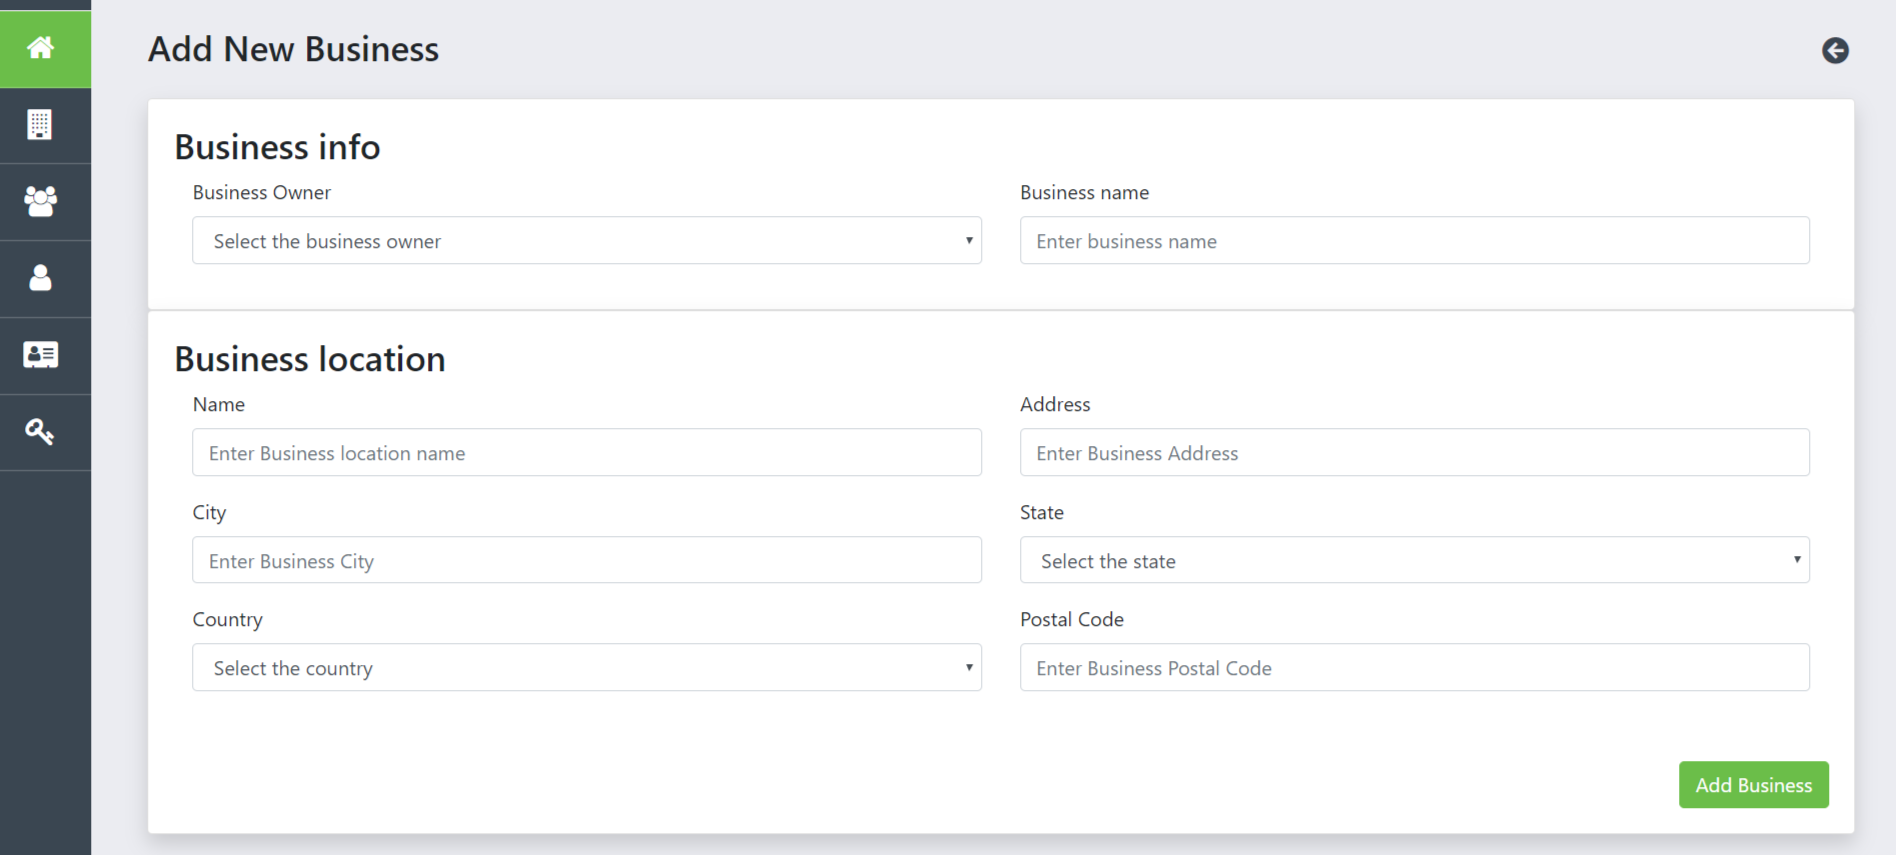 Add New Business
Business info
Business Owner
Business name
Select the business owner
Enter business name
Business location
Name
Address
Enter Business location name
Enter Business Address
City
State
Enter Business City
Select the state
Country
Postal Code
Select the country
Enter Business Postal Code
Add Business